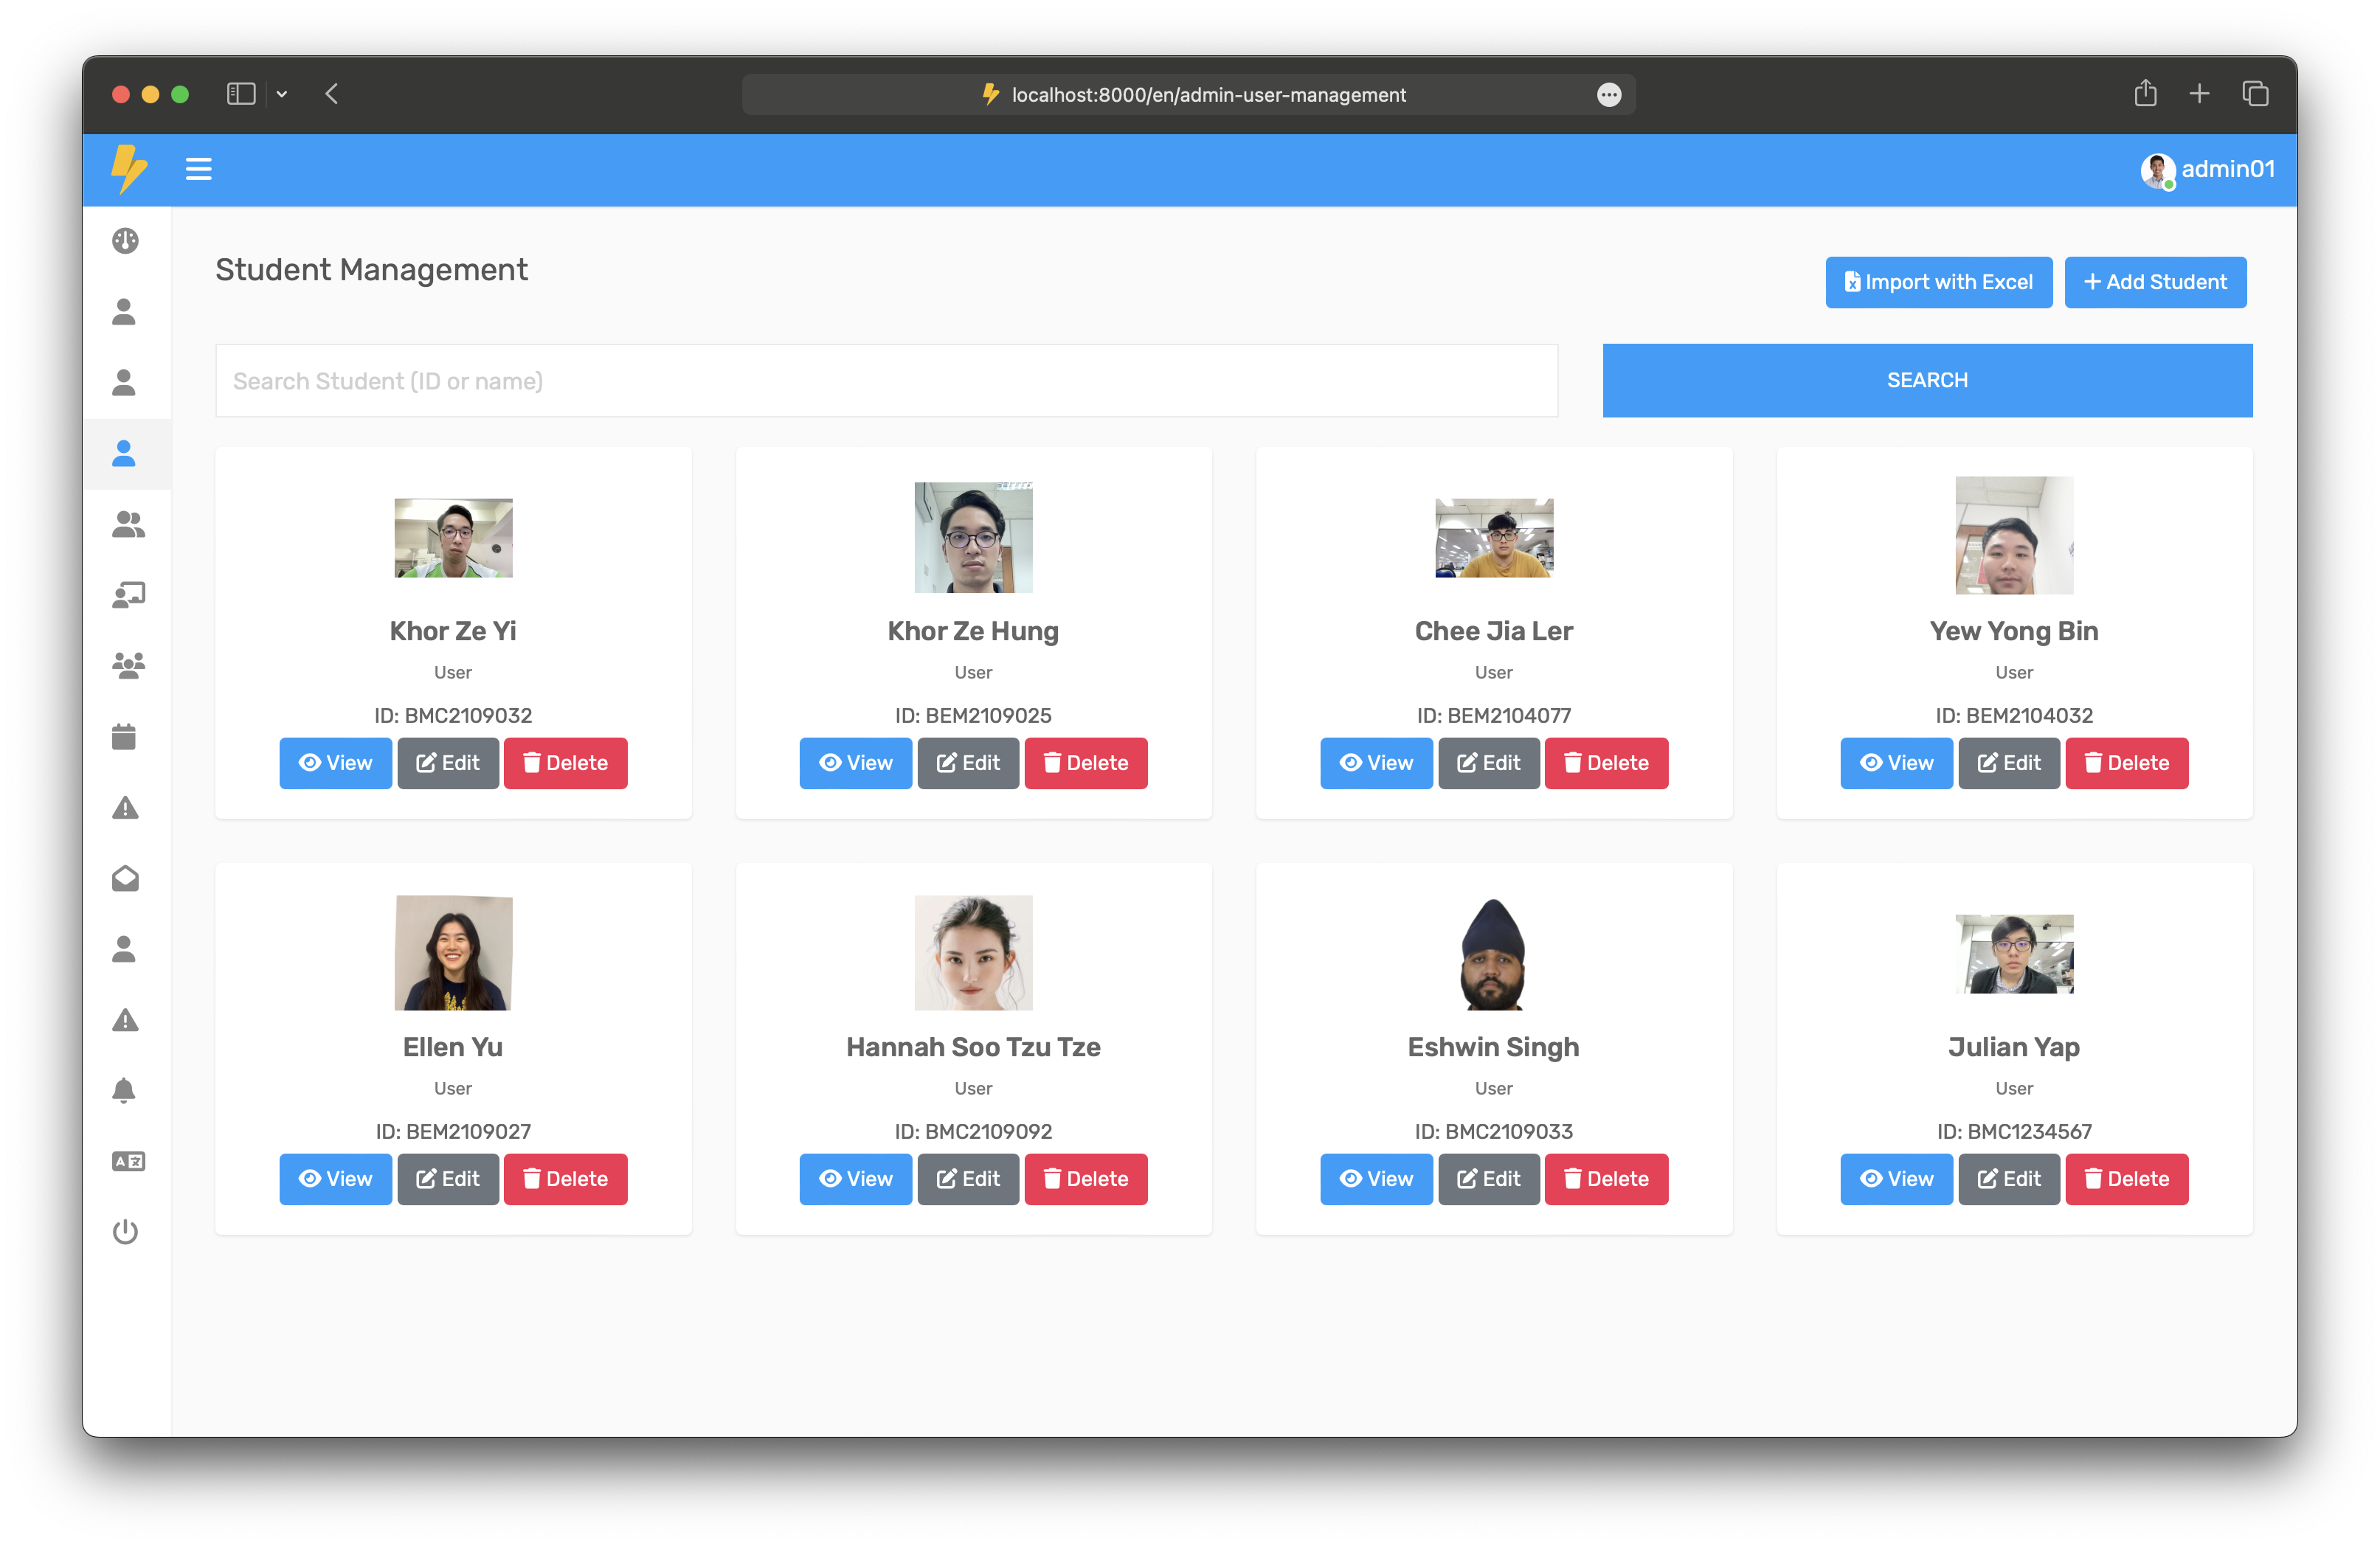 localhost:8000/en/admin-user-management
admin01
Student Management
Import with Excel
Add Student
Search Student (ID or name)
SEARCH
Khor Ze Yi
User
ID: BMC2109032
View Edit Delete
Khor Ze Hung
User
ID: BEM2109025
View Edit Delete
Chee Jia Ler
User
ID: BEM2104077
View Edit Delete
Yew Yong Bin
User
ID: BEM2104032
View Edit Delete
Ellen Yu
User
ID: BEM2109027
View Edit Delete
Hannah Soo Tzu Tze
User
ID: BMC2109092
View Edit Delete
Eshwin Singh
User
ID: BMC2109033
View Edit Delete
Julian Yap
User
ID: BMC1234567
View Edit Delete